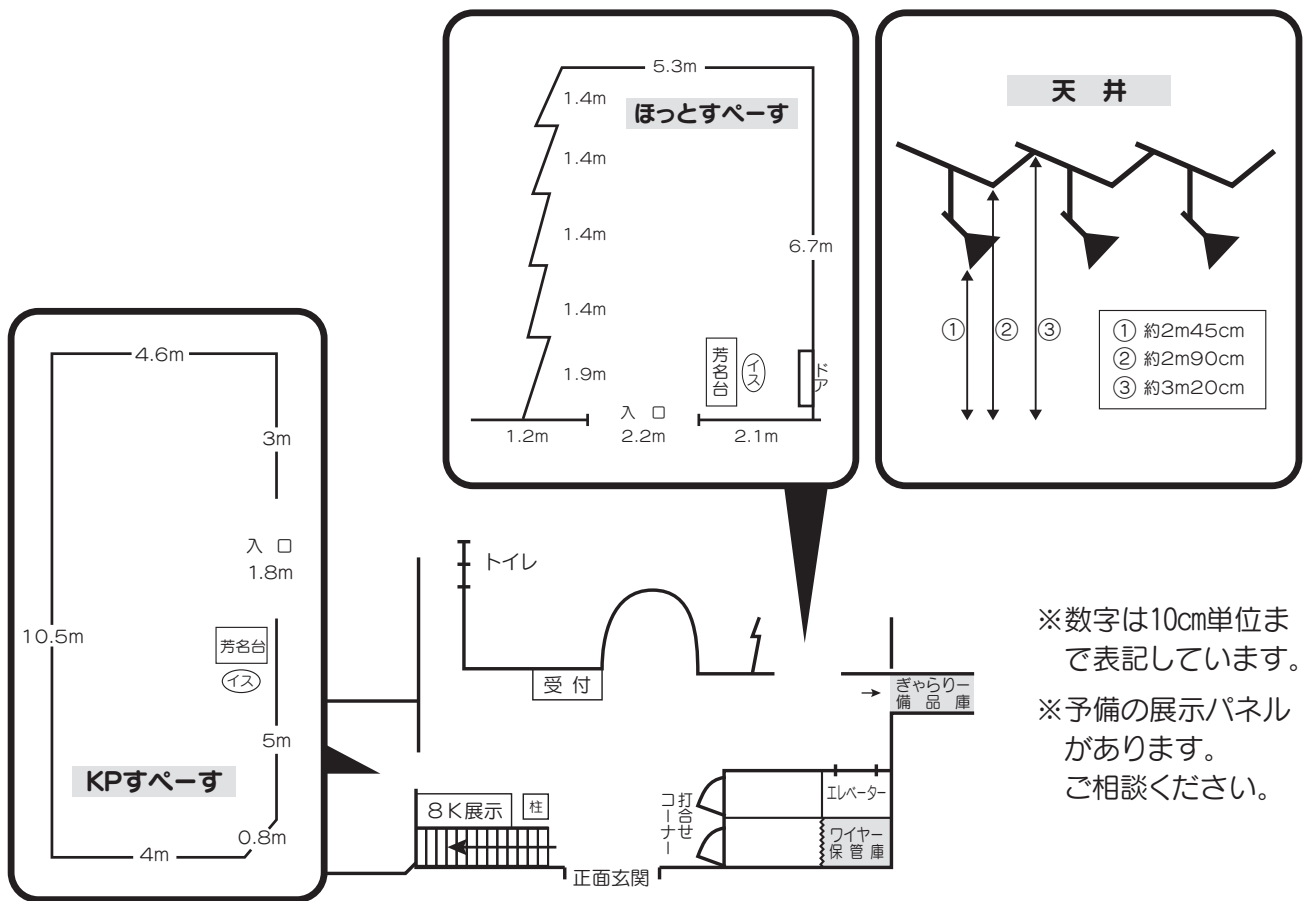 5.3m
ほっとすぺーす
1.4m
1.4m
1.4m
1.4m
1.9m
6.7m
芳名台
イス
ドア
入 口
1.2m
2.2m
2.1m
天 井
①
②
③
① 約2m45cm
② 約2m90cm
③ 約3m20cm
4.6m
3m
入 口
1.8m
10.5m
芳名台
イス
5m
KPすぺーす
0.8m
4m
トイレ
受 付
→
ぎゃらりー
備 品 庫
8K展示
柱
打合せ
コーナー
エレベーター
ワイヤー
保 管 庫
正面玄関
※数字は10cm単位ま
で表記しています。
※予備の展示パネル
があります。
ご相談ください。